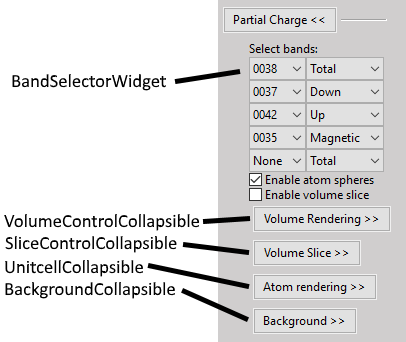 Partial Charge <<
Select bands:
BandSelectorWidget
0038 Total
0037 Down
0042 Up
0035 Magnetic
None Total
Enable atom spheres
Enable volume slice
VolumeControlCollapsible
Volume Rendering >>
SliceControlCollapsible
Volume Slice >>
UnitcellCollapsible
Atom rendering >>
BackgroundCollapsible
Background >>